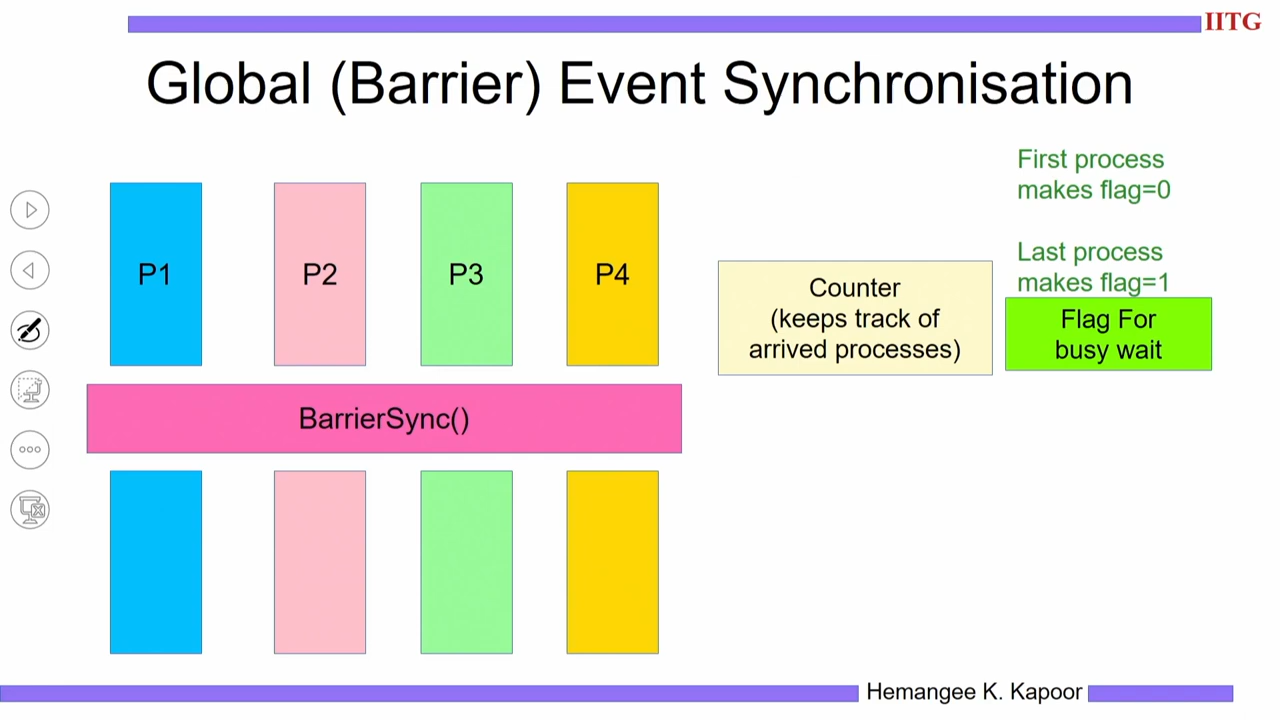 IITG
Global (Barrier) Event Synchronisation
First process
makes flag=0
Last process
makes flag=1
P1
P2
P3
P4
Counter
(keeps track of
arrived processes)
Flag For
busy wait
BarrierSync()
Hemangee K. Kapoor